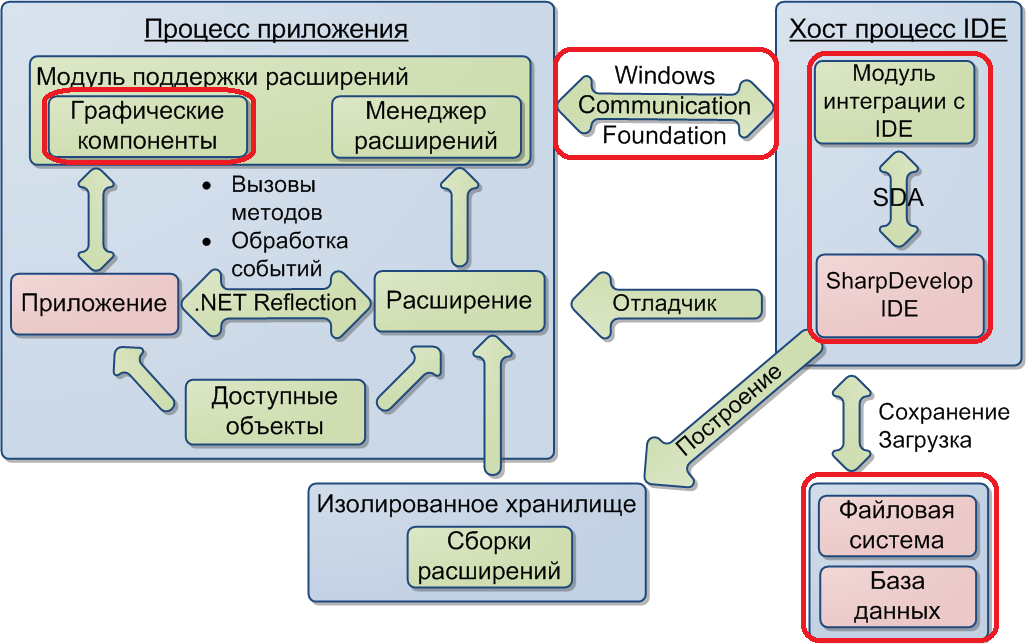 Процесс приложения
Модуль поддержки расширений
Графические
компоненты
Менеджер
расширений
Windows
Communication
Foundation
Хост процесс IDE
Модуль
интеграции с
IDE
SDA
SharpDevelop
IDE
• Вызовы
методов
• Обработка
событий
Приложение
.NET Reflection
Расширение
Отладчик
Доступные
объекты
Построение
Сохранение
Загрузка
Изолированное хранилище
Сборки
расширений
Файловая
система
База
данных